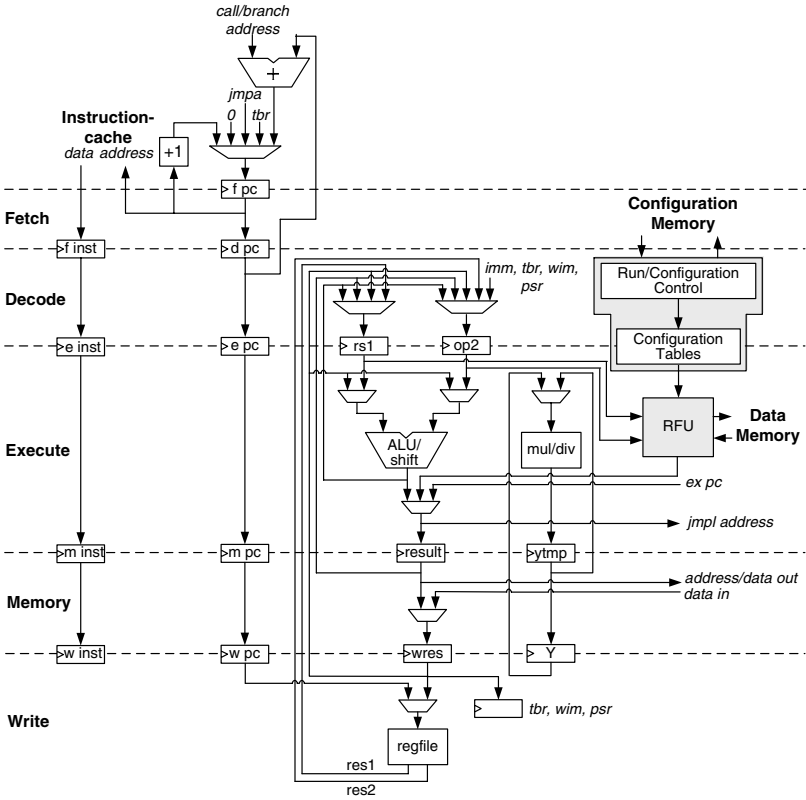 call/branch
address
+
jmpa
0 tbr
Instruction-
cache
data address
+1
> f pc
Fetch
Configuration
Memory
>f inst
>d pc
imm, tbr, wim,
psr
Run/Configuration
Control
Decode
Configuration
Tables
>e inst
>e pc
> rs1
> op2
RFU
Data
Memory
ALU/
shift
mul/div
Execute
ex pc
jmpl address
>m inst
>m pc
>result
>ytmp
address/data out
data in
Memory
>w inst
>w pc
>wres
> Y
>
tbr, wim, psr
Write
regfile
res1
res2